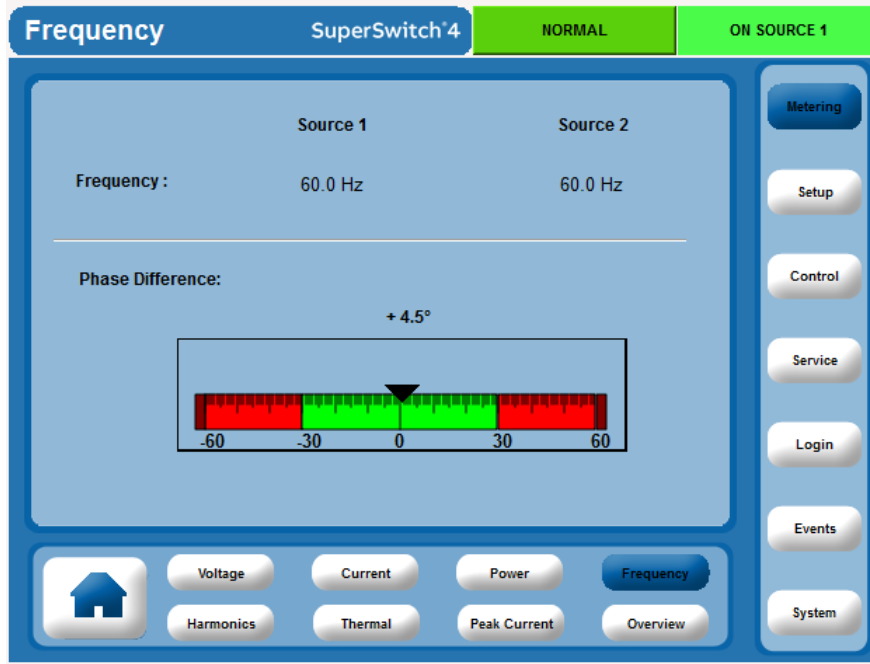 Frequency SuperSwitch®4 NORMAL ON SOURCE 1
Source 1 Source 2
Frequency : 60.0 Hz 60.0 Hz
Phase Difference:
+ 4.5°
-60 -30 0 30 60
Metering
Setup
Control
Service
Login
Events
System
Voltage Current Power Frequency
Harmonics Thermal Peak Current Overview